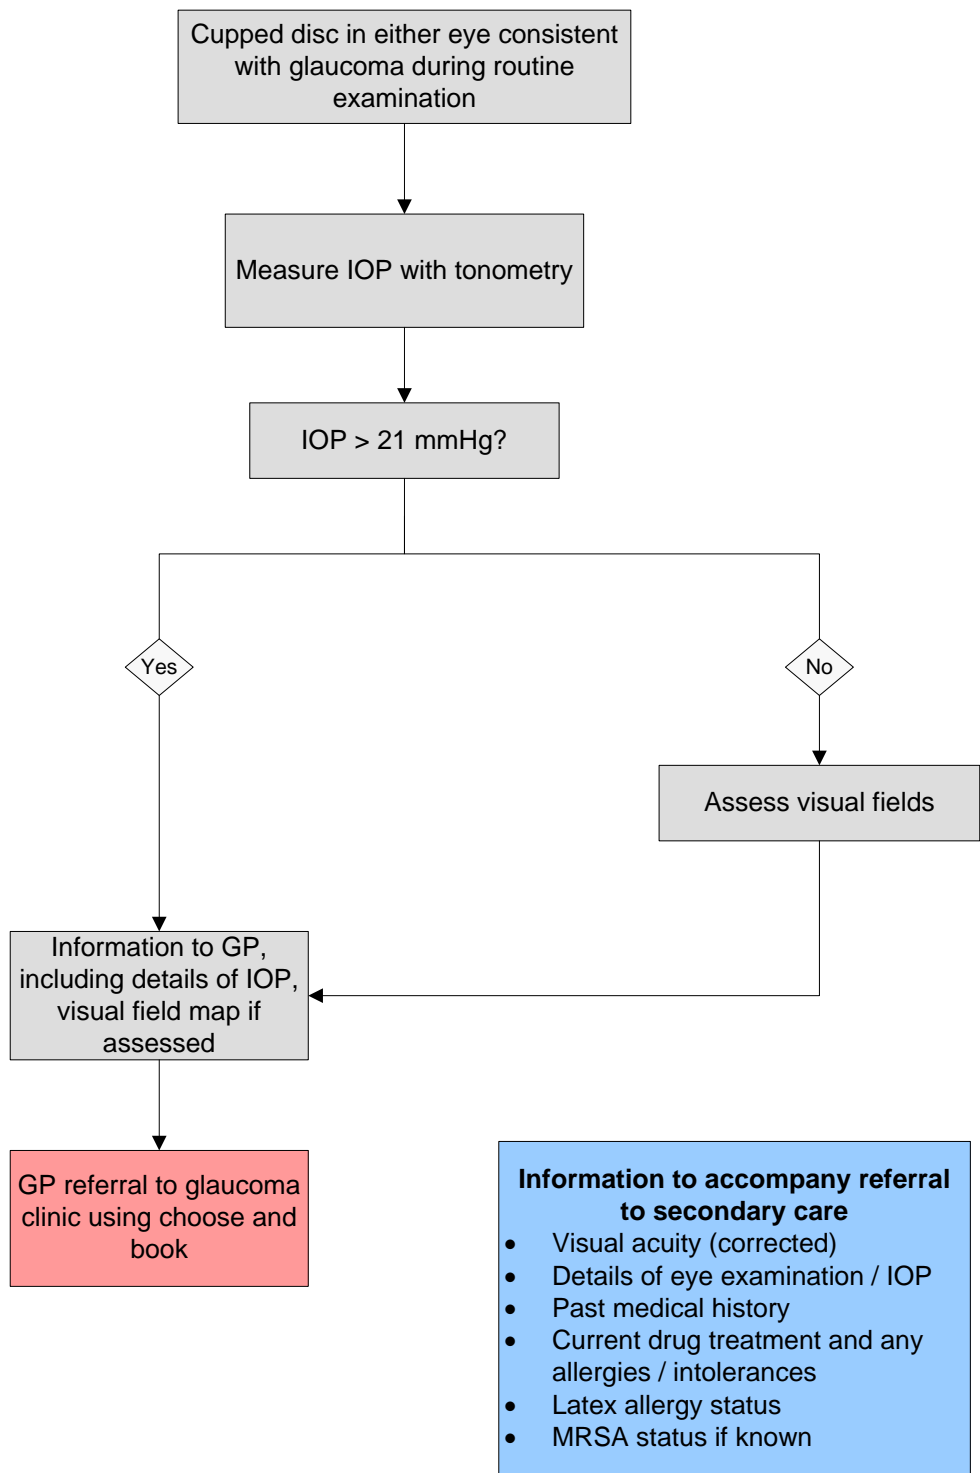 Cupped disc in either eye consistent
with glaucoma during routine
examination
Measure IOP with tonometry
IOP > 21 mmHg?
Yes
No
Assess visual fields
Information to GP,
including details of IOP,
visual field map if
assessed
GP referral to glaucoma
clinic using choose and
book
Information to accompany referral
to secondary care
• Visual acuity (corrected)
• Details of eye examination / IOP
• Past medical history
• Current drug treatment and any
allergies / intolerances
• Latex allergy status
• MRSA status if known